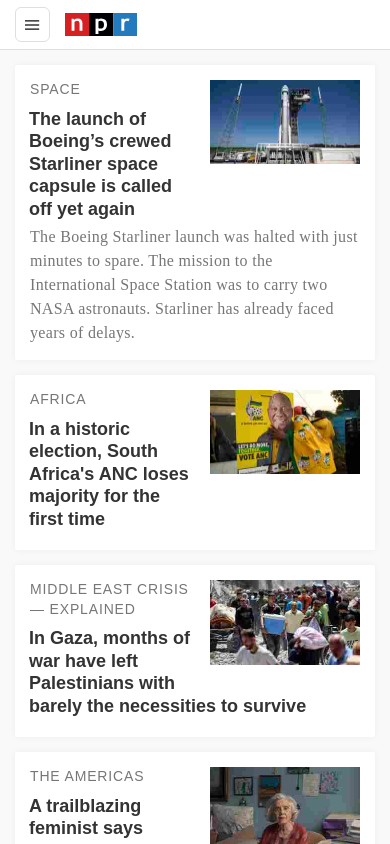 npr
SPACE
The launch of
Boeing’s crewed
Starliner space
capsule is called
off yet again
The Boeing Starliner launch was halted with just
minutes to spare. The mission to the
International Space Station was to carry two
NASA astronauts. Starliner has already faced
years of delays.
AFRICA
In a historic
election, South
Africa's ANC loses
majority for the
first time
ANC
VOTE ANC
MIDDLE EAST CRISIS
— EXPLAINED
In Gaza, months of
war have left
Palestinians with
barely the necessities to survive
THE AMERICAS
A trailblazing
feminist says